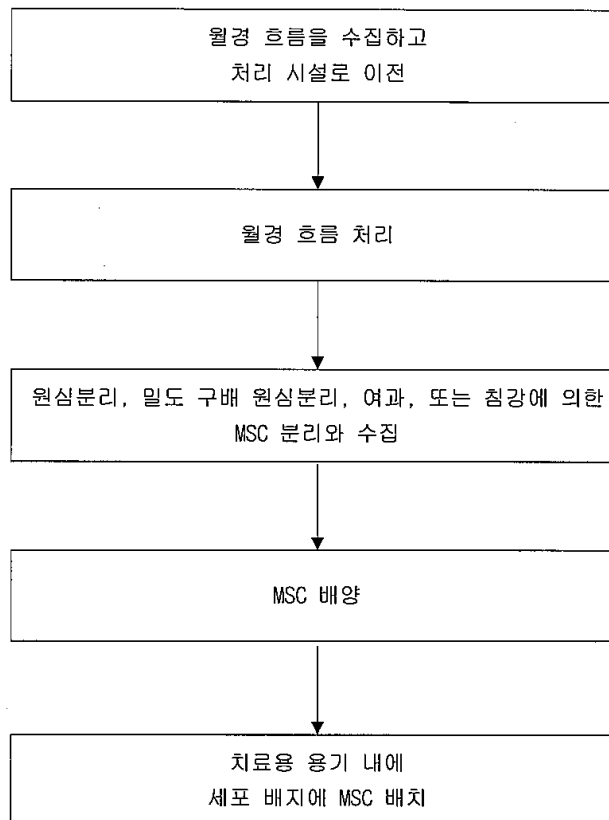 월경 흐름을 수집하고
처리 시설로 이전
월경 흐름 처리
원심분리, 밀도 구배 원심분리, 여과, 또는 침강에 의한
MSC 분리와 수집
MSC 배양
치료용 용기 내에
세포 배지에 MSC 배치